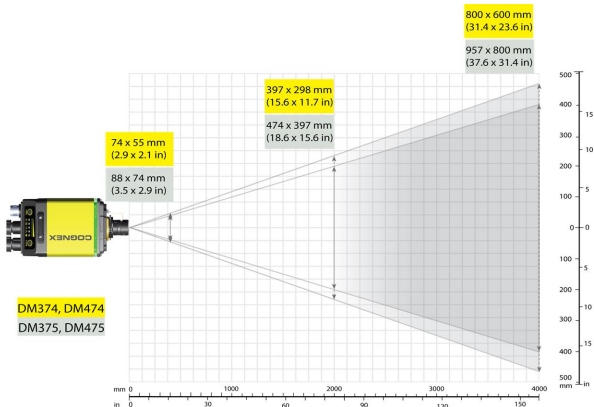 800 x 600 mm
(31.4 x 23.6 in)
957 x 800 mm
(37.6 x 31.4 in)
397 x 298 mm
(15.6 x 11.7 in)
474 x 397 mm
(18.6 x 15.6 in)
74 x 55 mm
(2.9 x 2.1 in)
88 x 74 mm
(3.5 x 2.9 in)
COGNEX
DM374, DM474
DM375, DM475
500
400
300
200
100
0
100
200
300
400
500
mm
15
10
5
0
5
10
15
in
mm 0 1000 2000 3000 4000
in 0 30 60 90 120 150